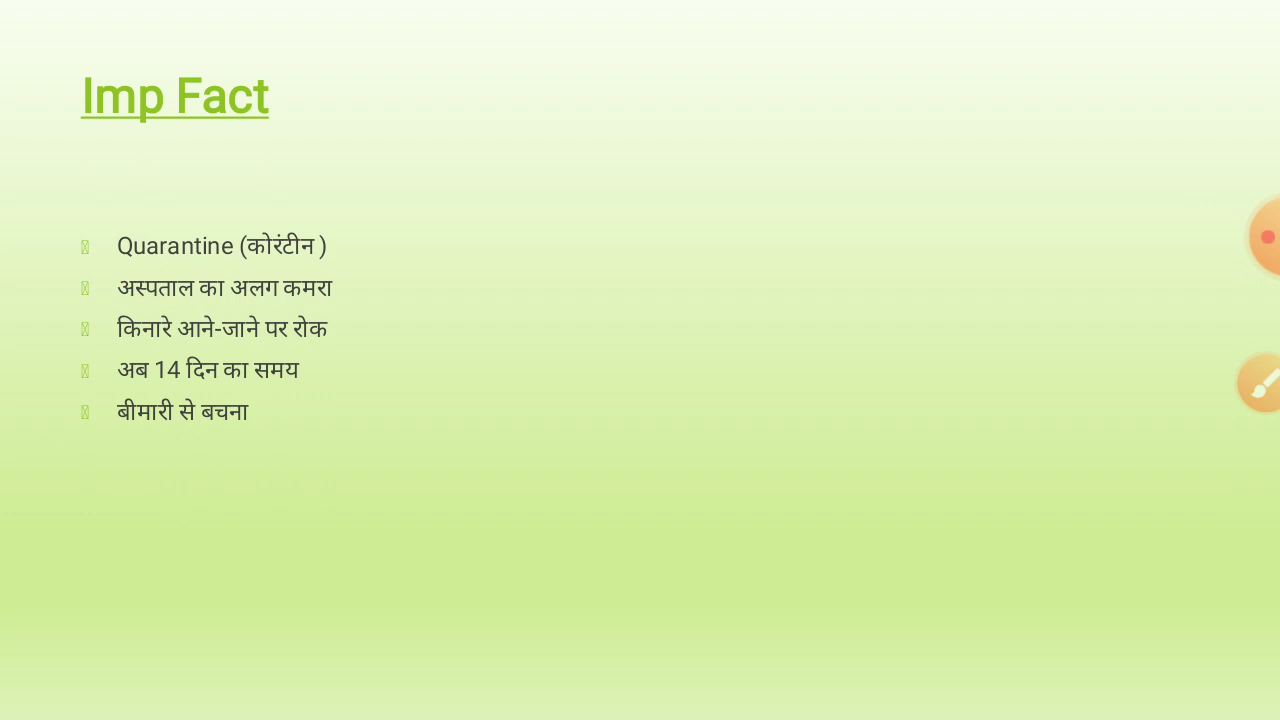 Imp Fact
Quarantine (कोरंटीन )
अस्पताल का अलग कमरा
किनारे आने-जाने पर रोक
अब 14 दिन का समय
बीमारी से बचना